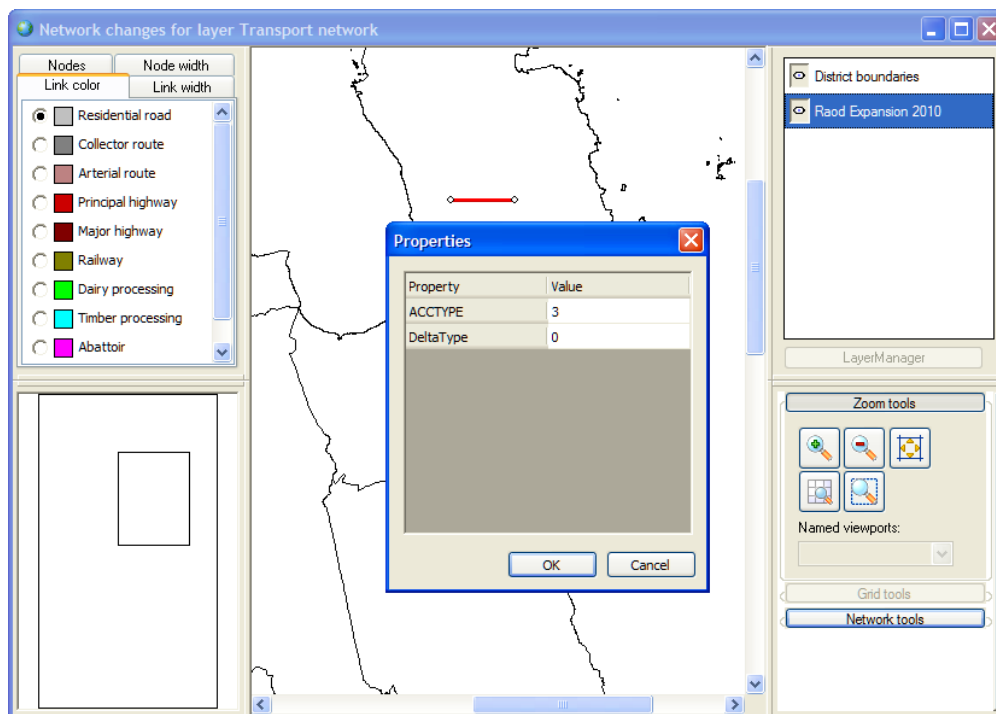 Network changes for layer Transport network
Nodes
Node width
Link color
Link width
Residential road
Collector route
Arterial route
Principal highway
Major highway
Railway
Dairy processing
Timber processing
Abattoir
Properties
Property Value
ACCTYPE 3
DeltaType 0
OK Cancel
District boundaries
Raod Expansion 2010
LayerManager
Zoom tools
Named viewports:
Grid tools
Network tools